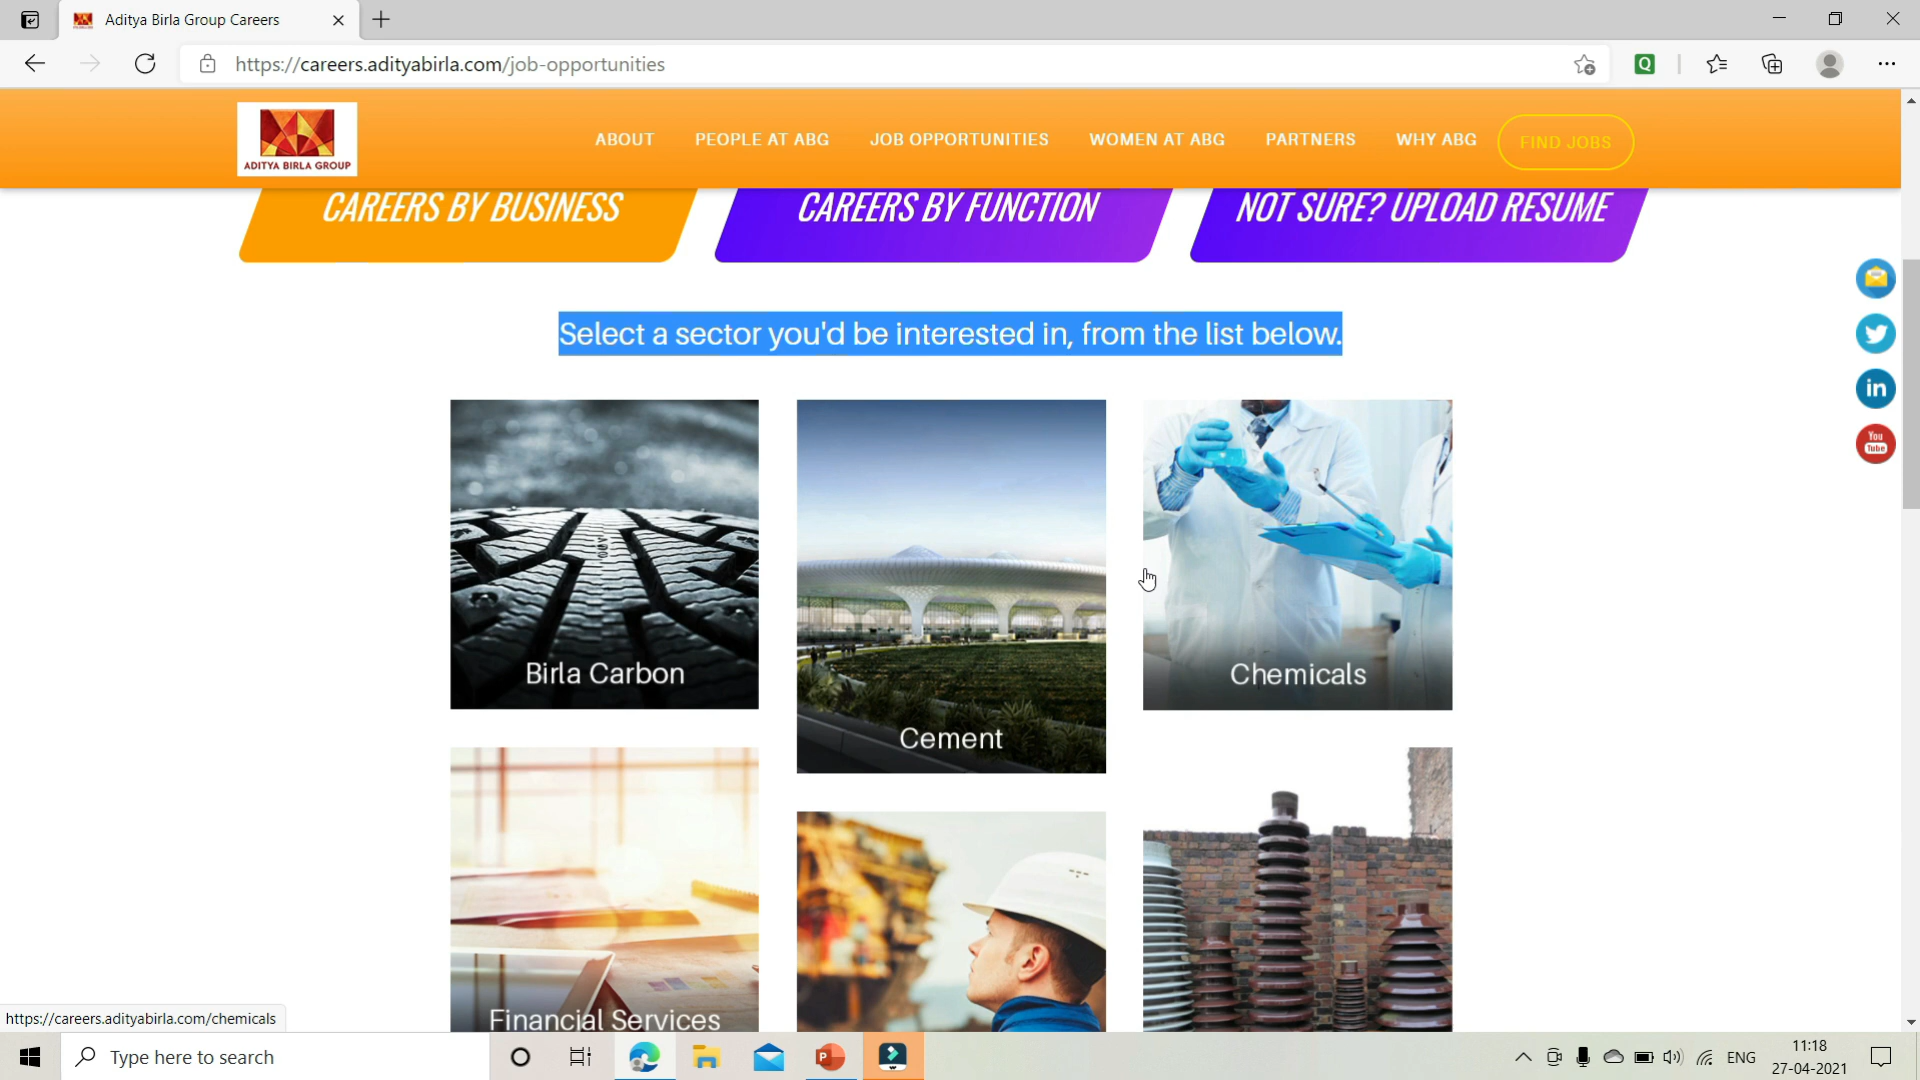 Aditya Birla Group Careers
https://careers.adityabirla.com/job-opportunities
Q
ADITYA BIRLA GROUP
ABOUT
PEOPLE AT ABG
JOB OPPORTUNITIES
WOMEN AT ABG
PARTNERS
WHY ABG
FIND JOBS
CAREERS BY BUSINESS
CAREERS BY FUNCTION
NOT SURE? UPLOAD RESUME
Select a sector you'd be interested in, from the list below.
in
You
Tube
Birla Carbon
Cement
Chemicals
Financial Services
https://careers.adityabirla.com/chemicals
Type here to search
P
ENG
11:18
27-04-2021